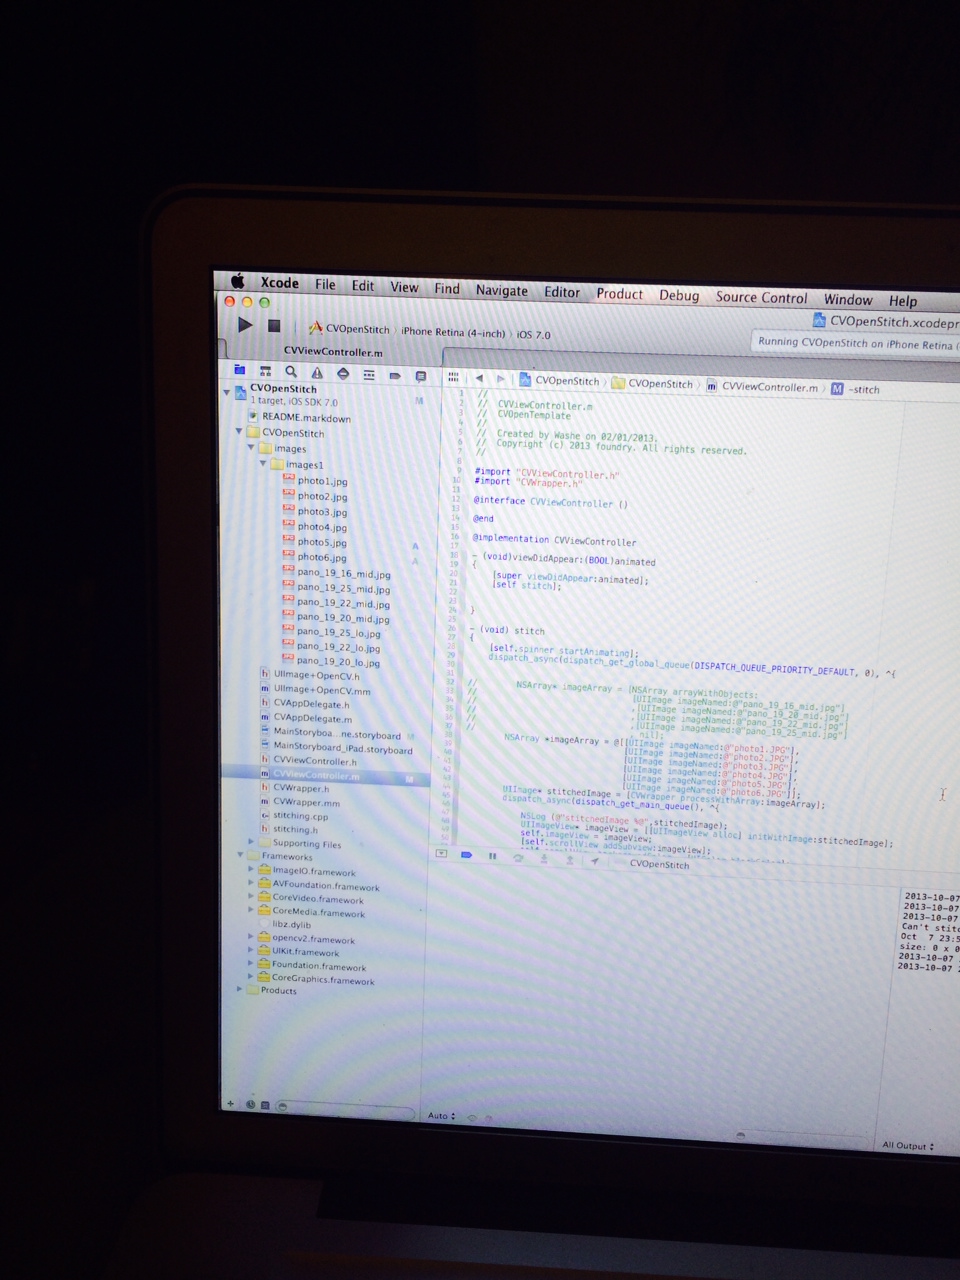 Xcode File Edit View Find Navigate Editor Product Debug Source Control Window Help
CVOpenStitch.xcodepr
CVOpenStitch iPhone Retina (4-inch) iOS 7.0
Running CVOpenStitch on iPhone Retina (
CVViewController.m
CVOpenStitch CVOpenStitch CVViewController.m M -stitch
CVOpenStitch
1 target, iOS SDK 7.0 M
README.markdown
CVOpenStitch
images
images1
photo1.jpg
photo2.jpg
photo3.jpg
photo4.jpg
photo5.jpg A
photo6.jpg A
pano_19_16_mid.jpg
pano_19_25_mid.jpg
pano_19_22_mid.jpg
pano_19_20_mid.jpg
pano_19_25_lo.jpg
pano_19_22_lo.jpg
pano_19_20_lo.jpg
UIImage+OpenCV.h
UIImage+OpenCV.mm
CVAppDelegate.h
CVAppDelegate.m
MainStoryboa...ne.storyboard M
MainStoryboard_iPad.storyboard
CVViewController.h
CVViewController.m M
CVWrapper.h
CVWrapper.mm
stitching.cpp
stitching.h
Supporting Files
Frameworks
ImageIO.framework
AVFoundation.framework
CoreVideo.framework
CoreMedia.framework
libz.dylib
opencv2.framework
UIKit.framework
Foundation.framework
CoreGraphics.framework
Products
//
// CVViewController.m
// CVOpenTemplate
//
// Created by Washe on 02/01/2013.
// Copyright (c) 2013 foundry. All rights reserved.
//
#import "CVViewController.h"
#import "CVWrapper.h"
@interface CVViewController ()
@end
@implementation CVViewController
- (void)viewDidAppear:(BOOL)animated
{
[super viewDidAppear:animated];
[self stitch];
}
- (void) stitch
{
[self.spinner startAnimating];
dispatch_async(dispatch_get_global_queue(DISPATCH_QUEUE_PRIORITY_DEFAULT, 0), ^{
// NSArray* imageArray = [NSArray arrayWithObjects:
// [UIImage imageNamed:@"pano_19_16_mid.jpg"]
// ,[UIImage imageNamed:@"pano_19_20_mid.jpg"]
// ,[UIImage imageNamed:@"pano_19_22_mid.jpg"]
// ,[UIImage imageNamed:@"pano_19_25_mid.jpg"]
// , nil];
NSArray *imageArray = @[[UIImage imageNamed:@"photo1.JPG"],
[UIImage imageNamed:@"photo2.JPG"],
[UIImage imageNamed:@"photo3.JPG"],
[UIImage imageNamed:@"photo4.JPG"],
[UIImage imageNamed:@"photo5.JPG"],
[UIImage imageNamed:@"photo6.JPG"]];
UIImage* stitchedImage = [CVWrapper processWithArray:imageArray];
dispatch_async(dispatch_get_main_queue(), ^{
NSLog (@"stitchedImage %@",stitchedImage);
UIImageView* imageView = [[UIImageView alloc] initWithImage:stitchedImage];
self.imageView = imageView;
[self.scrollView addSubview:imageView];
CVOpenStitch
2013-10-07
2013-10-07
2013-10-07
Can't stitc
Oct 7 23:5
size: 0 x 0
2013-10-07
2013-10-07
Auto
All Output